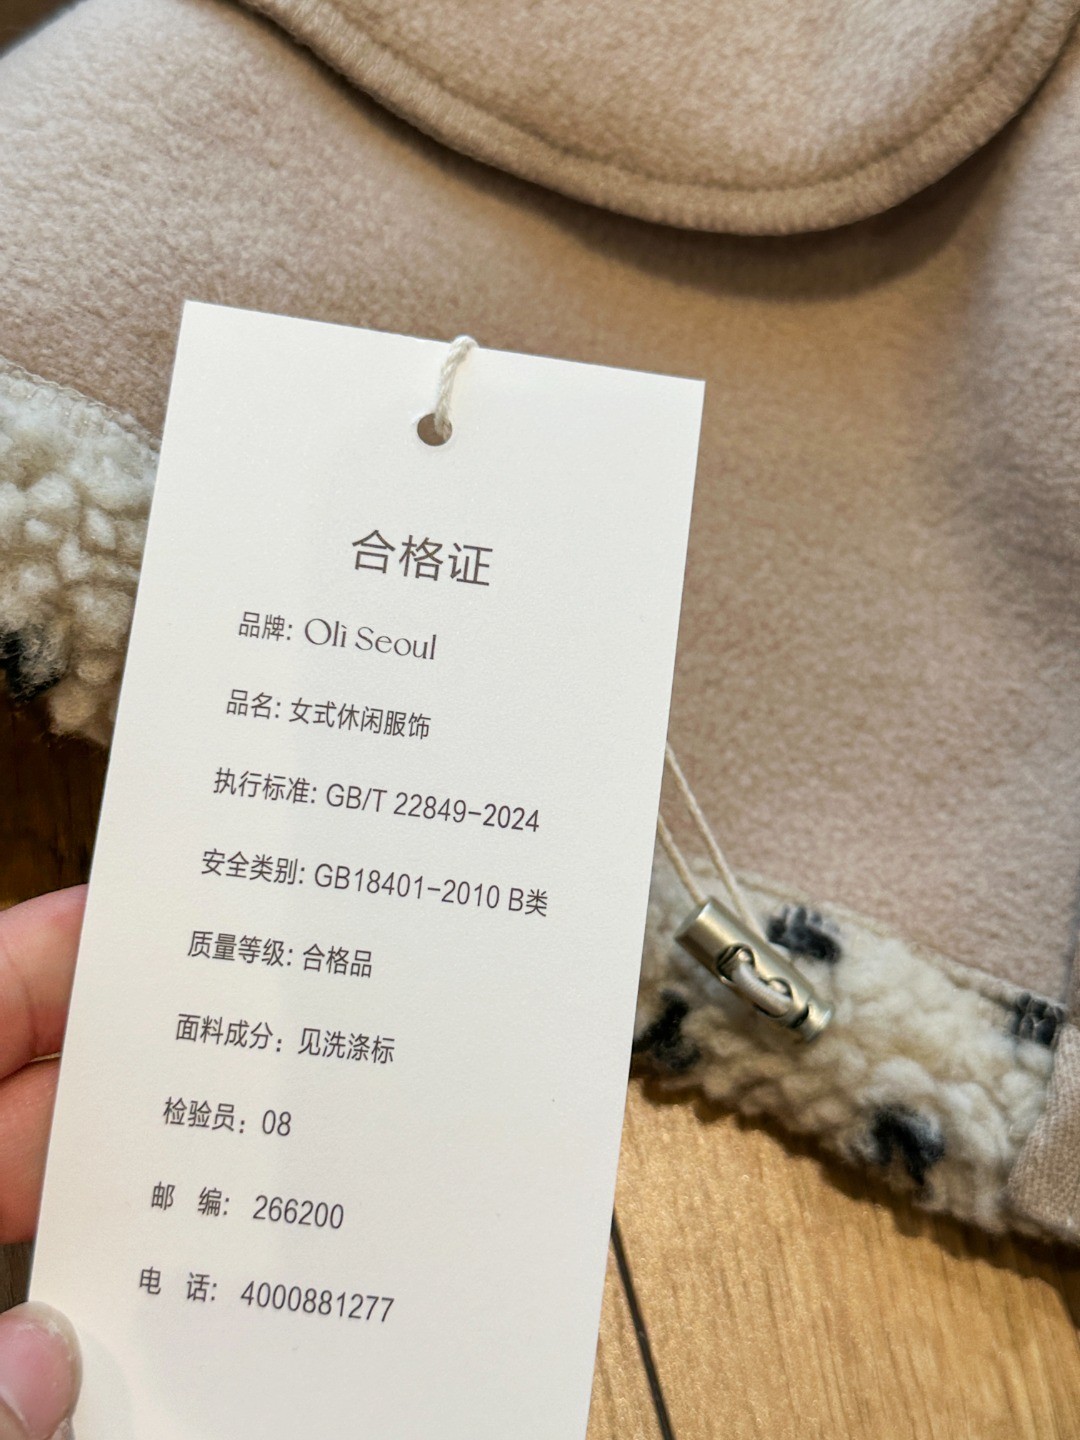 合格证
品牌: Olì Seoul
品名: 女式休闲服饰
执行标准: GB/T 22849-2024
安全类别: GB18401-2010 B类
质量等级: 合格品
面料成分: 见洗涤标
检验员: 08
邮 编: 266200
电 话: 4000881277